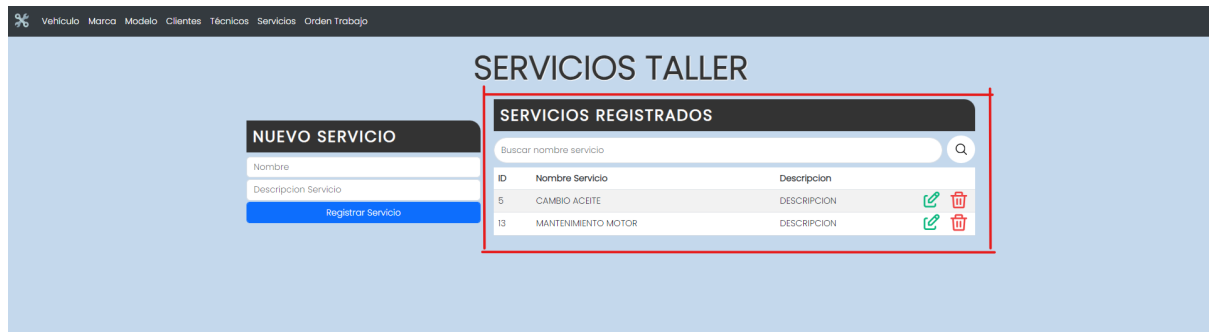 Vehículo Marca Modelo Clientes Técnicos Servicios Orden Trabajo
SERVICIOS TALLER
NUEVO SERVICIO
Nombre
Descripcion Servicio
Registrar Servicio
SERVICIOS REGISTRADOS
Buscar nombre servicio
ID Nombre Servicio Descripcion
5 CAMBIO ACEITE DESCRIPCION
13 MANTENIMIENTO MOTOR DESCRIPCION